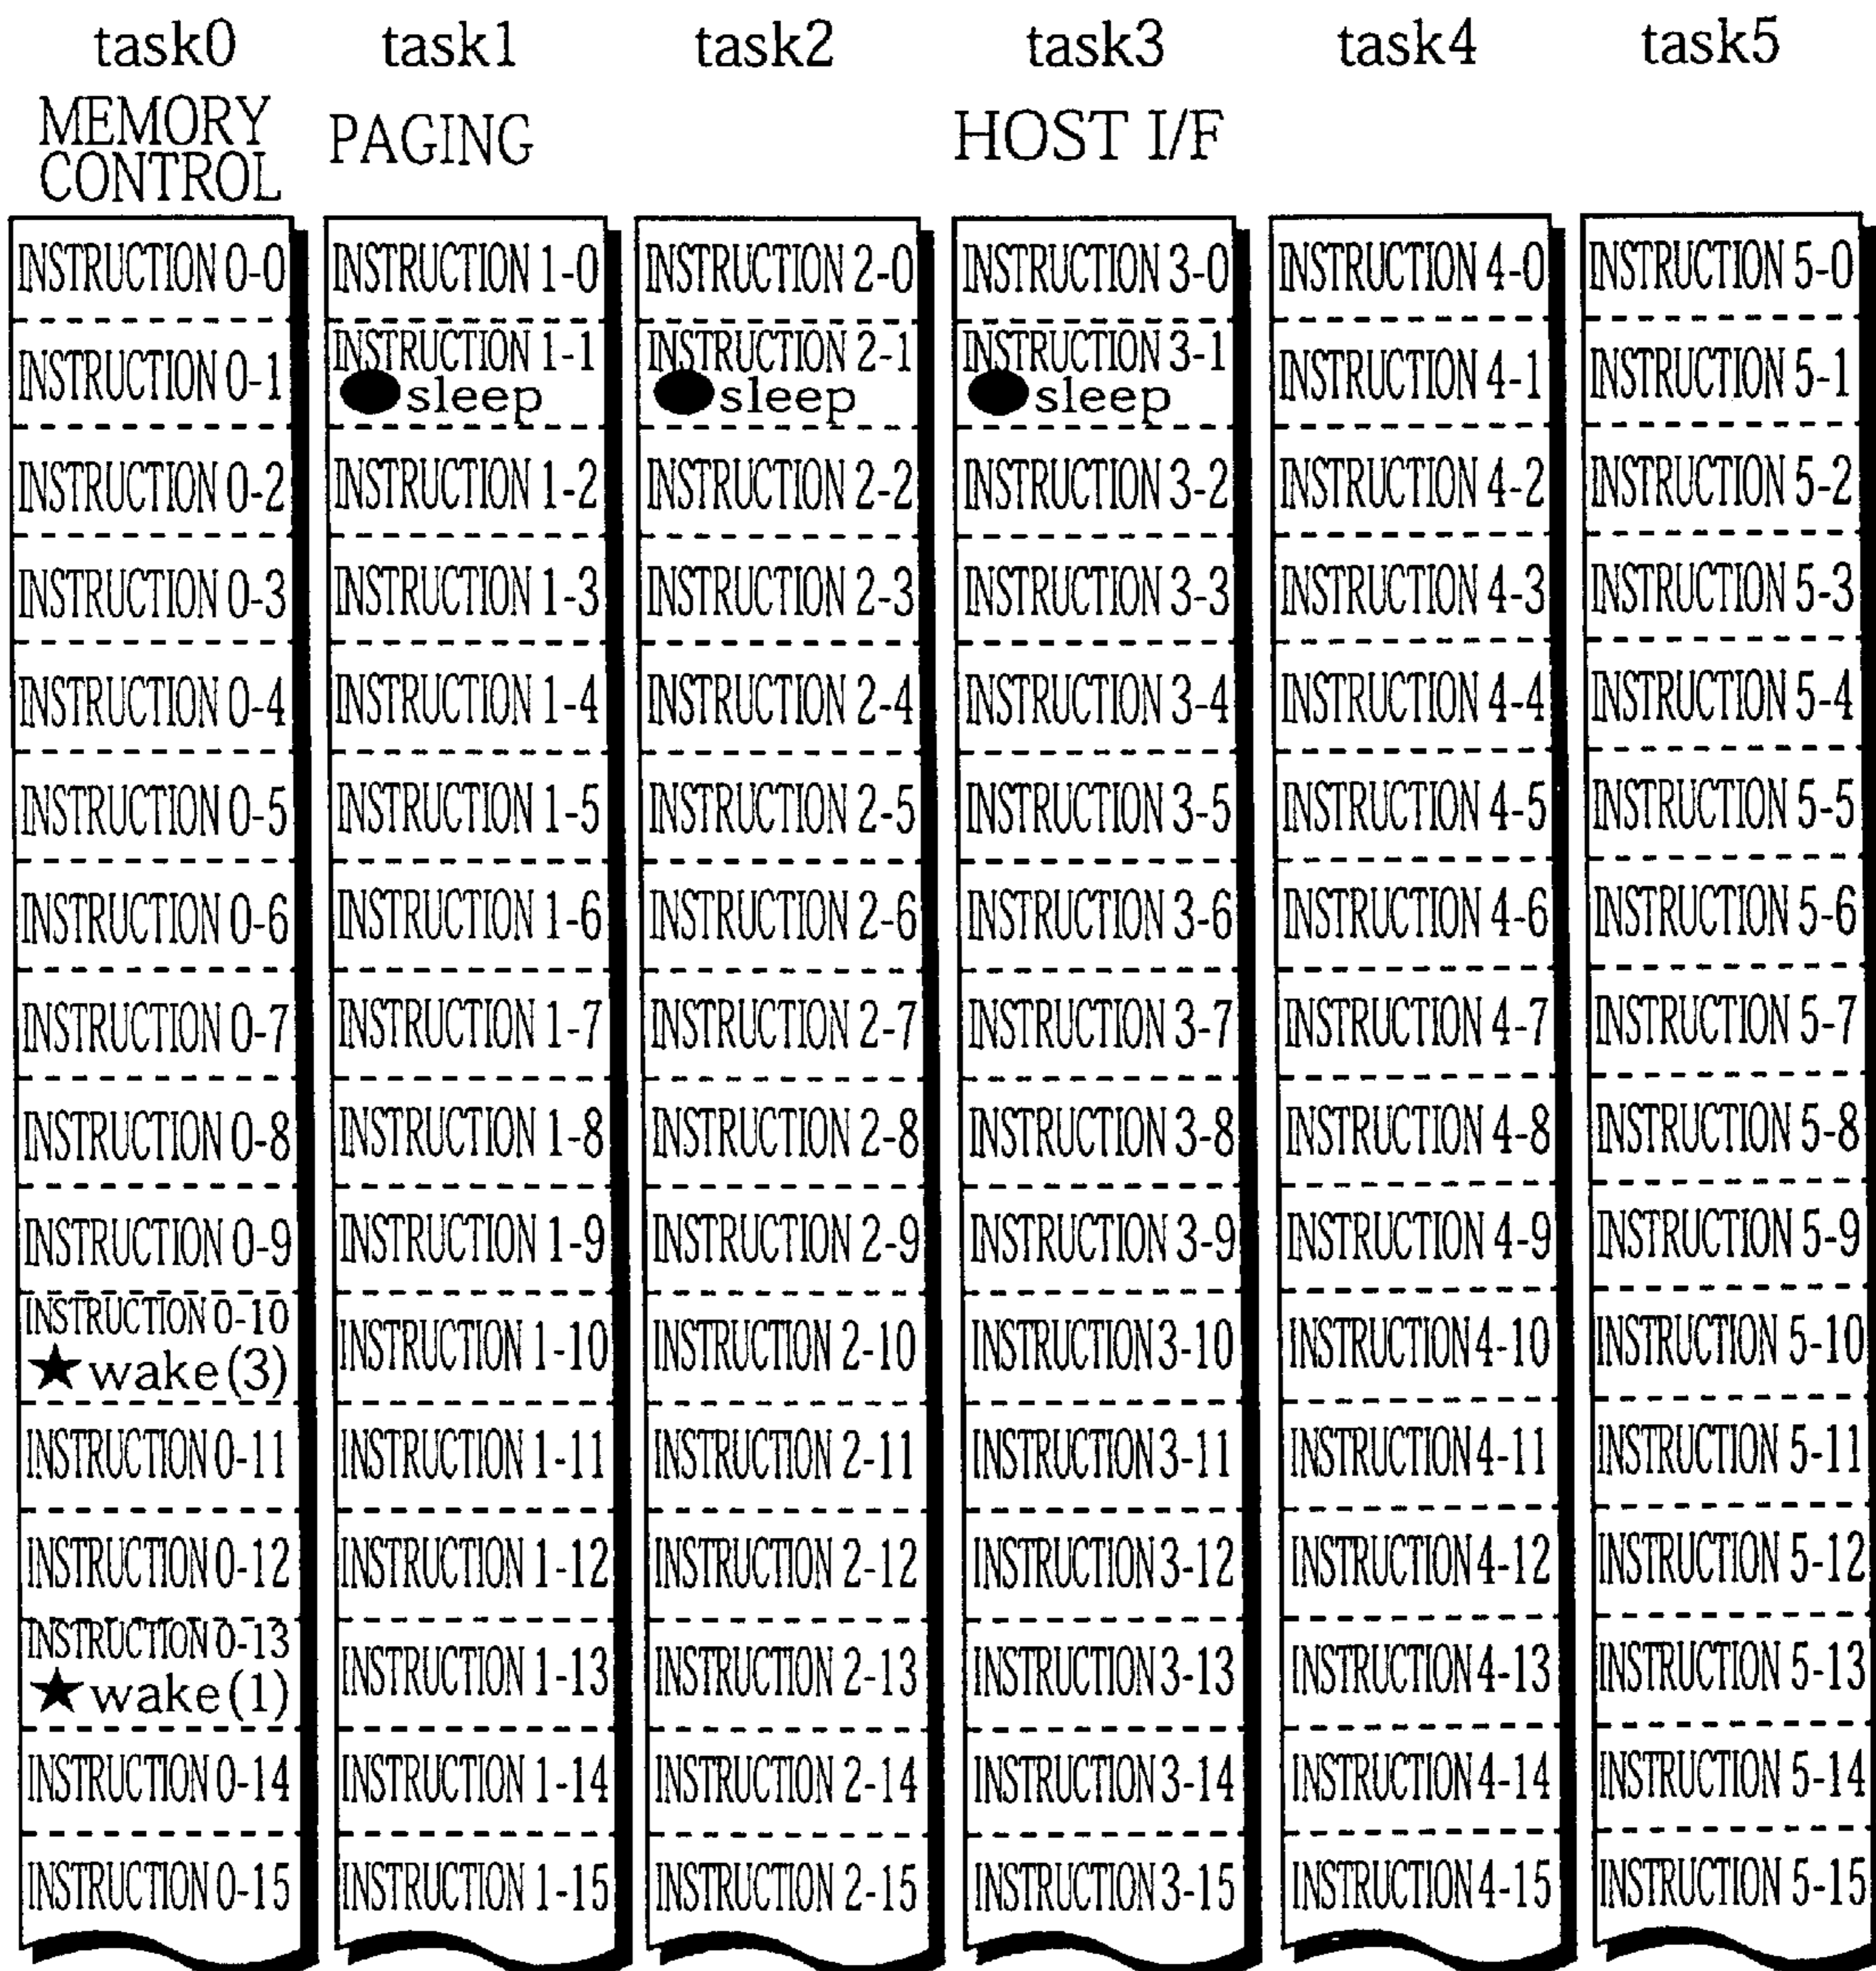 task0 task1 task2 task3 task4 task5
MEMORY CONTROL PAGING HOST I/F
INSTRUCTION 0-0 INSTRUCTION 1-0 INSTRUCTION 2-0 INSTRUCTION 3-0 INSTRUCTION 4-0 INSTRUCTION 5-0
INSTRUCTION 0-1 INSTRUCTION 1-1 INSTRUCTION 2-1 INSTRUCTION 3-1 INSTRUCTION 4-1 INSTRUCTION 5-1
●sleep ●sleep ●sleep
INSTRUCTION 0-2 INSTRUCTION 1-2 INSTRUCTION 2-2 INSTRUCTION 3-2 INSTRUCTION 4-2 INSTRUCTION 5-2
INSTRUCTION 0-3 INSTRUCTION 1-3 INSTRUCTION 2-3 INSTRUCTION 3-3 INSTRUCTION 4-3 INSTRUCTION 5-3
INSTRUCTION 0-4 INSTRUCTION 1-4 INSTRUCTION 2-4 INSTRUCTION 3-4 INSTRUCTION 4-4 INSTRUCTION 5-4
INSTRUCTION 0-5 INSTRUCTION 1-5 INSTRUCTION 2-5 INSTRUCTION 3-5 INSTRUCTION 4-5 INSTRUCTION 5-5
INSTRUCTION 0-6 INSTRUCTION 1-6 INSTRUCTION 2-6 INSTRUCTION 3-6 INSTRUCTION 4-6 INSTRUCTION 5-6
INSTRUCTION 0-7 INSTRUCTION 1-7 INSTRUCTION 2-7 INSTRUCTION 3-7 INSTRUCTION 4-7 INSTRUCTION 5-7
INSTRUCTION 0-8 INSTRUCTION 1-8 INSTRUCTION 2-8 INSTRUCTION 3-8 INSTRUCTION 4-8 INSTRUCTION 5-8
INSTRUCTION 0-9 INSTRUCTION 1-9 INSTRUCTION 2-9 INSTRUCTION 3-9 INSTRUCTION 4-9 INSTRUCTION 5-9
INSTRUCTION 0-10 INSTRUCTION 1-10 INSTRUCTION 2-10 INSTRUCTION 3-10 INSTRUCTION 4-10 INSTRUCTION 5-10
★wake(3)
INSTRUCTION 0-11 INSTRUCTION 1-11 INSTRUCTION 2-11 INSTRUCTION 3-11 INSTRUCTION 4-11 INSTRUCTION 5-11
INSTRUCTION 0-12 INSTRUCTION 1-12 INSTRUCTION 2-12 INSTRUCTION 3-12 INSTRUCTION 4-12 INSTRUCTION 5-12
INSTRUCTION 0-13 INSTRUCTION 1-13 INSTRUCTION 2-13 INSTRUCTION 3-13 INSTRUCTION 4-13 INSTRUCTION 5-13
★wake(1)
INSTRUCTION 0-14 INSTRUCTION 1-14 INSTRUCTION 2-14 INSTRUCTION 3-14 INSTRUCTION 4-14 INSTRUCTION 5-14
INSTRUCTION 0-15 INSTRUCTION 1-15 INSTRUCTION 2-15 INSTRUCTION 3-15 INSTRUCTION 4-15 INSTRUCTION 5-15